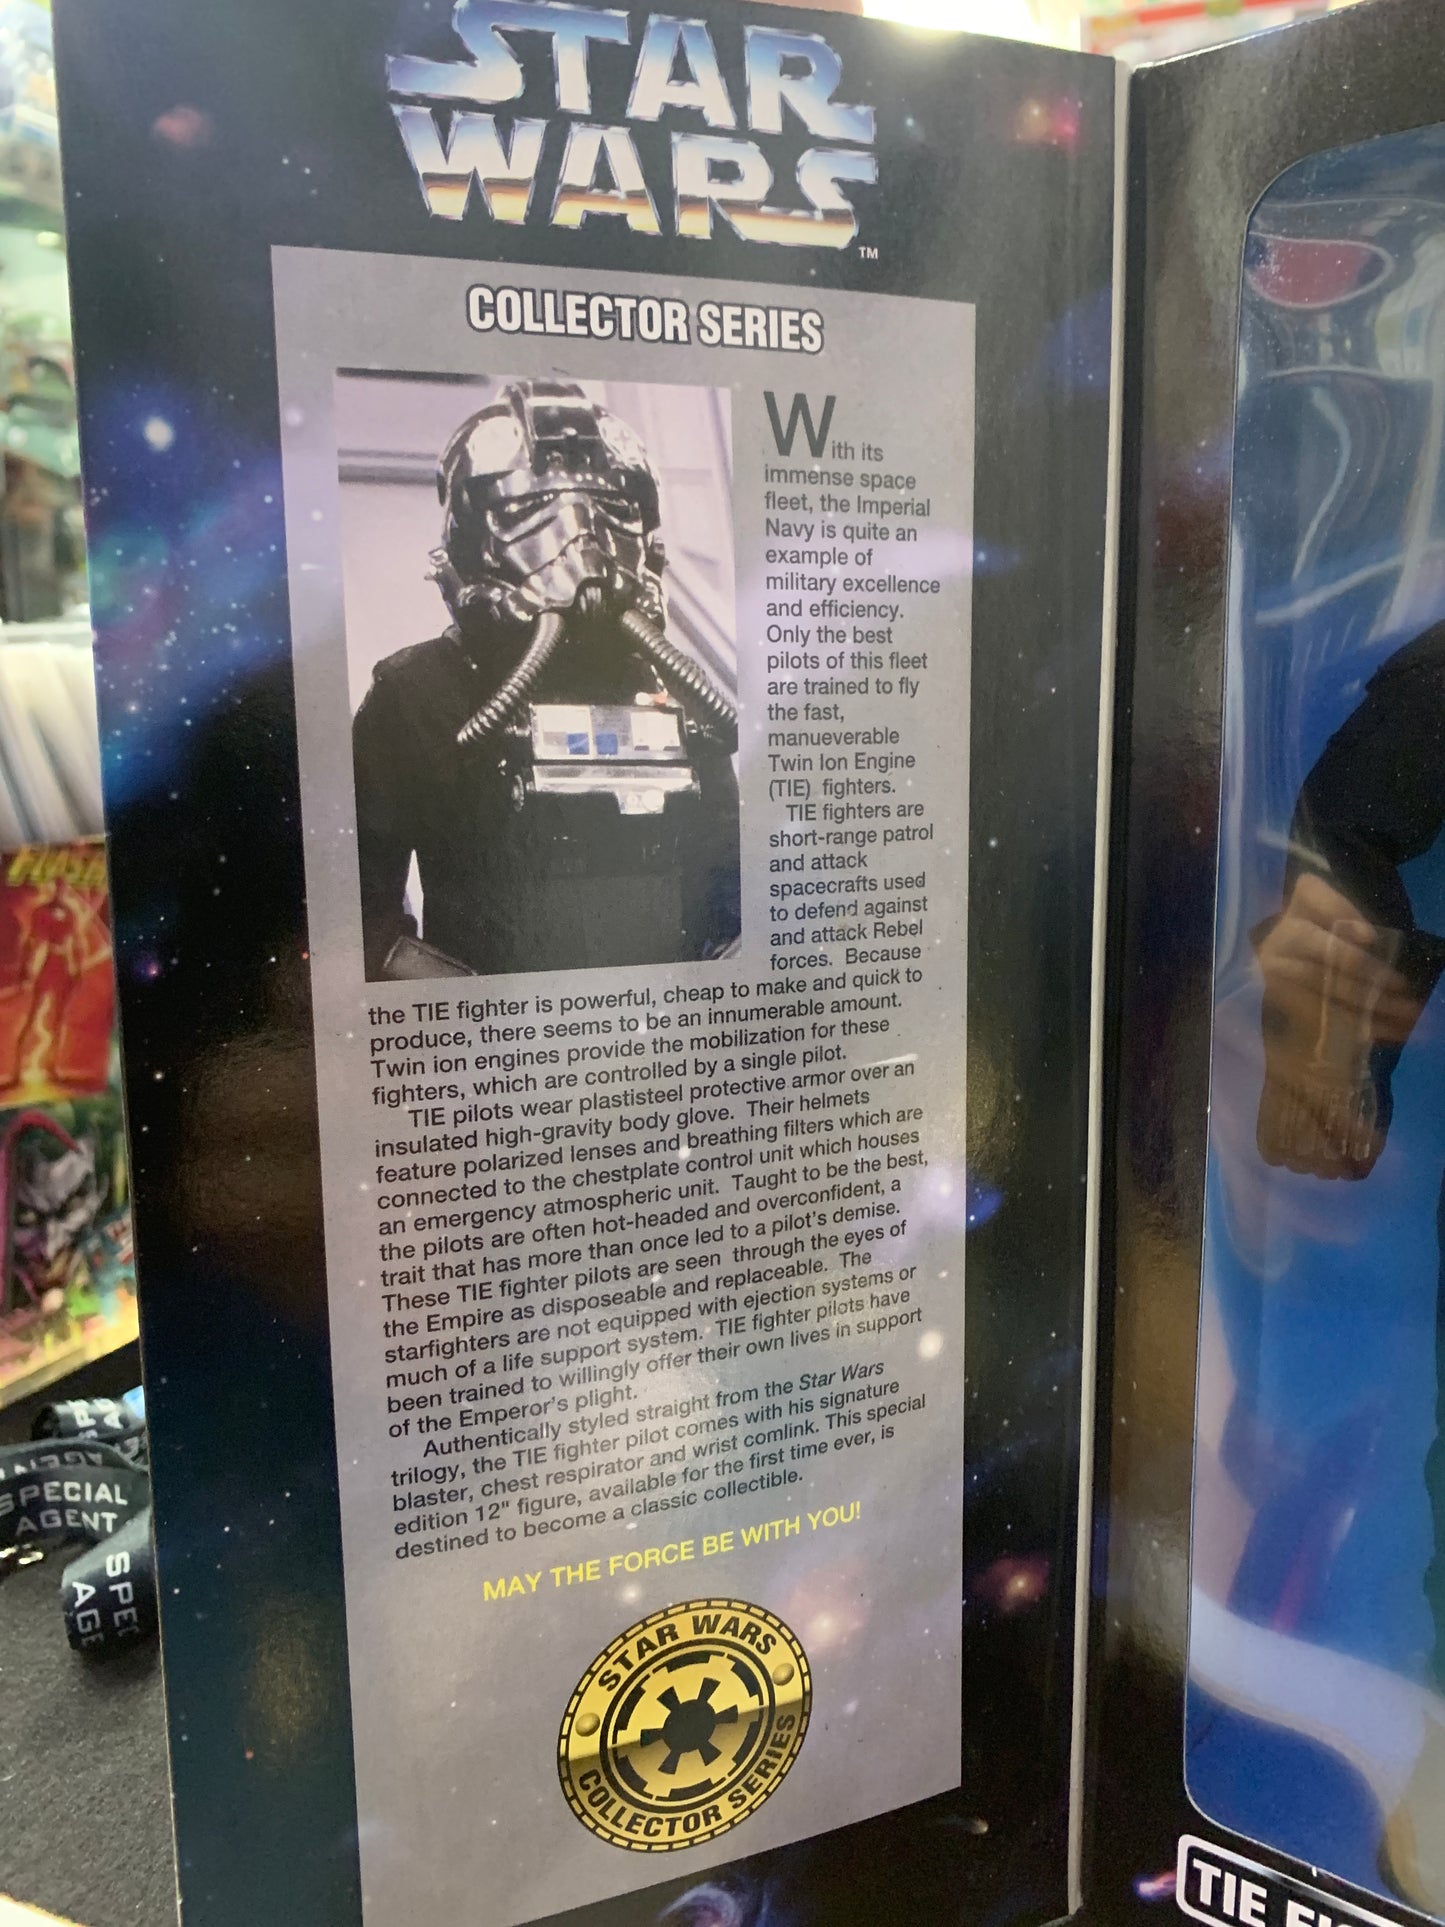 STAR
WARS
TM
COLLECTOR SERIES
With its
immense space
fleet, the Imperial
Navy is quite an
example of
military excellence
and efficiency.
Only the best
pilots of this fleet
are trained to fly
the fast,
manueverable
Twin Ion Engine
(TIE) fighters.
TIE fighters are
short-range patrol
and attack
spacecrafts used
to defend against
and attack Rebel
forces. Because
the TIE fighter is powerful, cheap to make and quick to
produce, there seems to be an innumerable amount.
Twin ion engines provide the mobilization for these
fighters, which are controlled by a single pilot.
TIE pilots wear plastisteel protective armor over an
insulated high-gravity body glove. Their helmets
feature polarized lenses and breathing filters which are
connected to the chestplate control unit which houses
an emergency atmospheric unit. Taught to be the best,
the pilots are often hot-headed and overconfident, a
trait that has more than once led to a pilot's demise.
These TIE fighter pilots are seen through the eyes of
the Empire as disposeable and replaceable. The
starfighters are not equipped with ejection systems or
much of a life support system. TIE fighter pilots have
been trained to willingly offer their own lives in support
of the Emperor's plight.
Authentically styled straight from the Star Wars
trilogy, the TIE fighter pilot comes with his signature
blaster, chest respirator and wrist comlink. This special
edition 12" figure, available for the first time ever, is
destined to become a classic collectible.
MAY THE FORCE BE WITH YOU!
STAR WARS
COLLECTOR SERIES
TIE
SPECIAL
AGENT